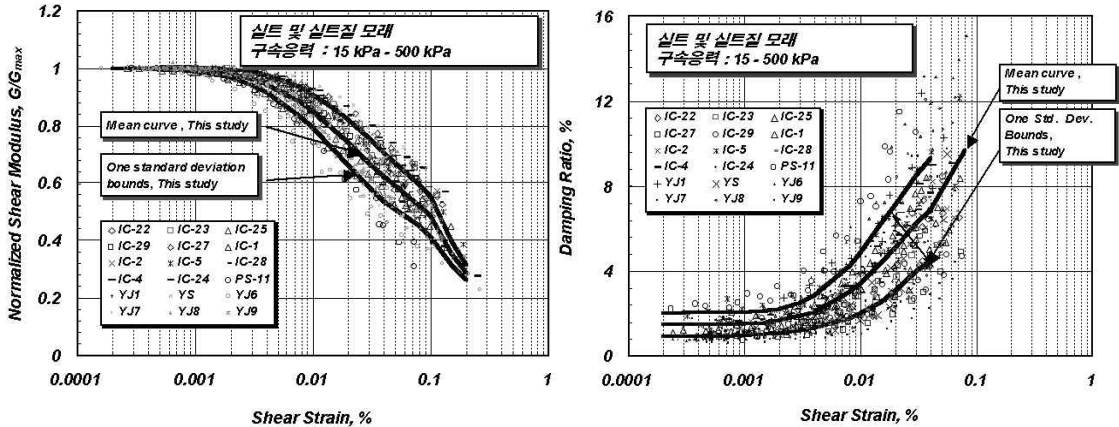 실트 및 실트질 모래
구속응력 : 15 kPa - 500 kPa
Mean curve , This study
One standard deviation
bounds, This study
IC-22 IC-23 IC-25
IC-29 IC-27 IC-1
IC-2 IC-5 IC-28
IC-4 IC-24 PS-11
YJ1 YS YJ6
YJ7 YJ8 YJ9
Normalized Shear Modulus, G/Gmax
1.2
1
0.8
0.6
0.4
0.2
0
0.0001 0.001 0.01 0.1 1
Shear Strain, %
실트 및 실트질 모래
구속응력 : 15 - 500 kPa
Mean curve ,
This study
One Std. Dev.
Bounds,
This study
IC-22 IC-23 IC-25
IC-27 IC-29 IC-1
IC-2 IC-5 IC-28
IC-4 IC-24 PS-11
YJ1 YS YJ6
YJ7 YJ8 YJ9
Damping Ratio, %
16
12
8
4
0
0.0001 0.001 0.01 0.1 1
Shear Strain, %